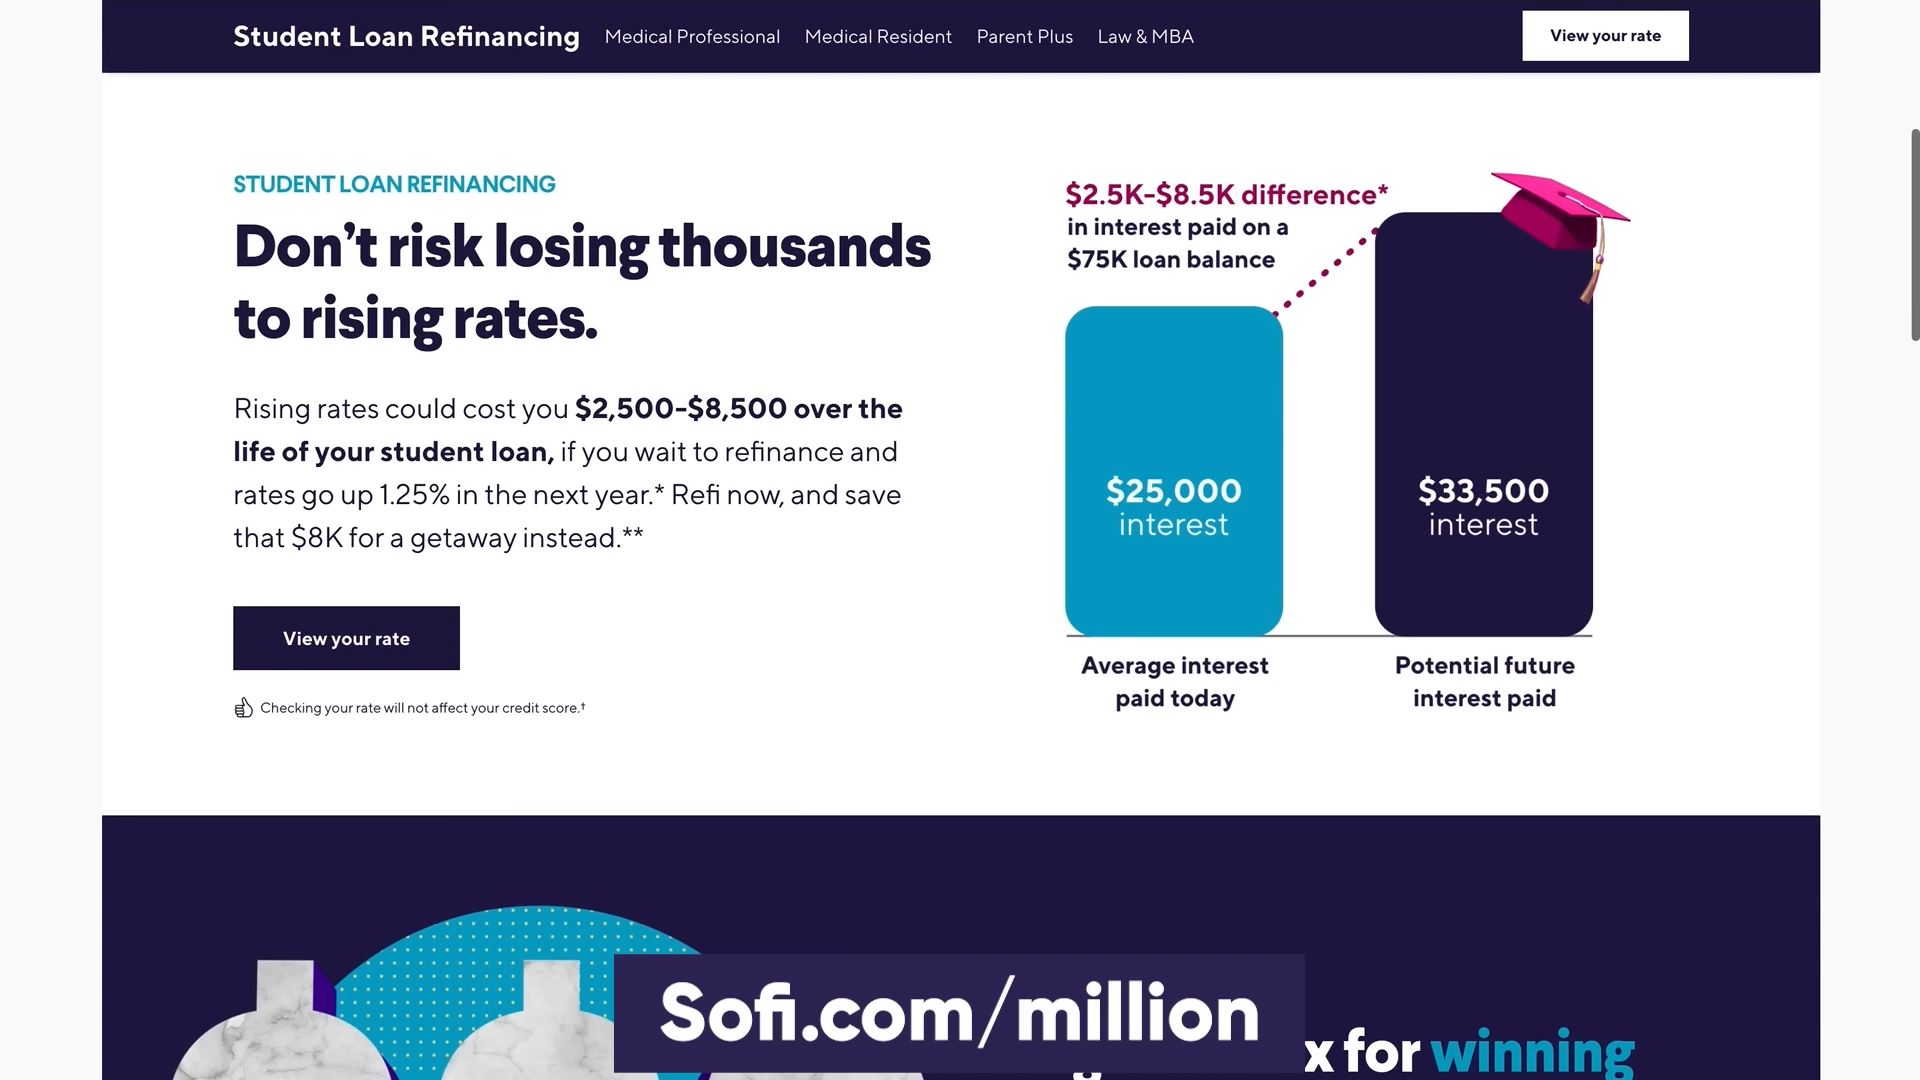 Student Loan Refinancing Medical Professional Medical Resident Parent Plus Law & MBA View your rate
STUDENT LOAN REFINANCING
Don’t risk losing thousands
to rising rates.
Rising rates could cost you $2,500-$8,500 over the
life of your student loan, if you wait to refinance and
rates go up 1.25% in the next year.* Refi now, and save
that $8K for a getaway instead.**
View your rate
Checking your rate will not affect your credit score.†
$2.5K-$8.5K difference*
in interest paid on a
$75K loan balance
$25,000
interest
$33,500
interest
Average interest
paid today
Potential future
interest paid
Sofi.com/million
x for winning